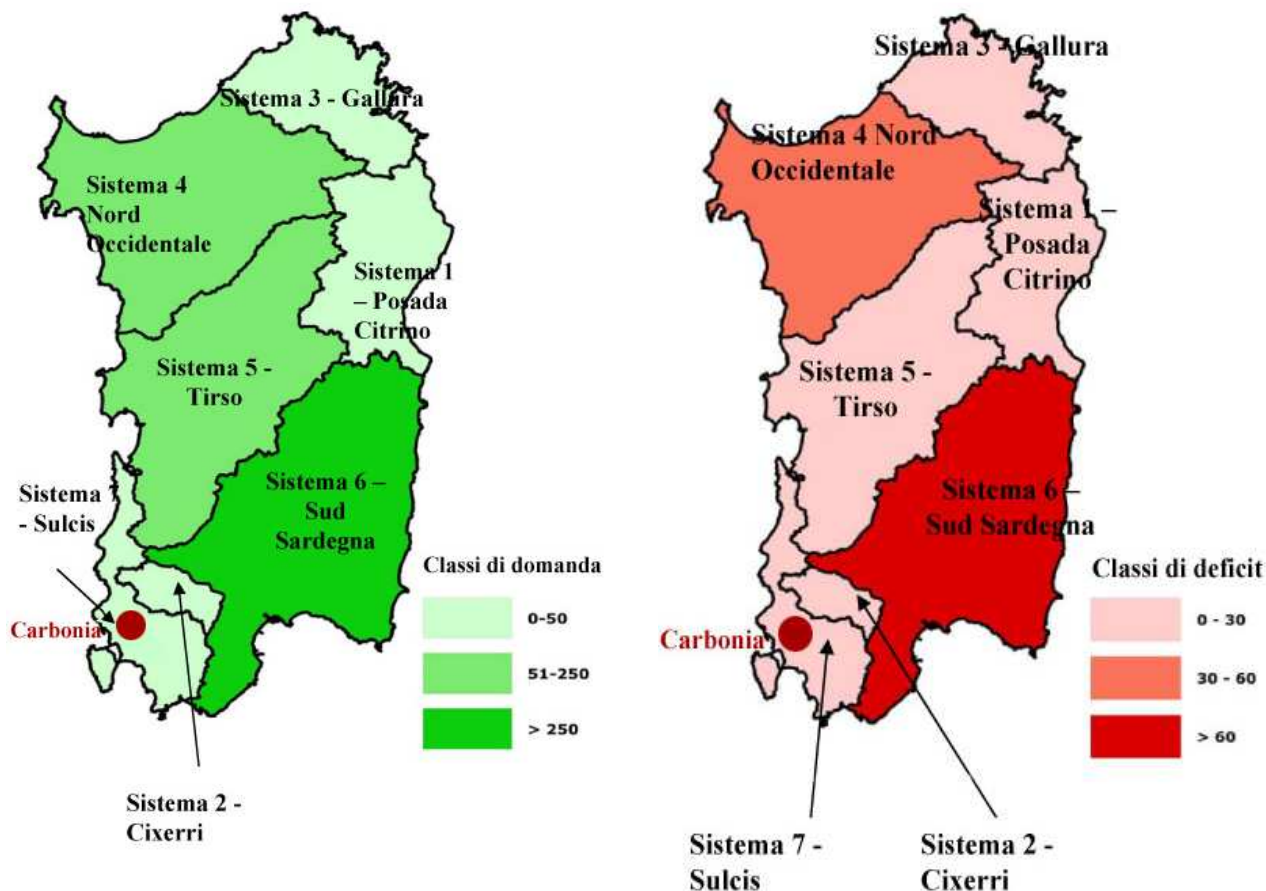 Sistema 3 - Gallura
Sistema 4
Nord
Occidentale
Sistema 1
– Posada
Citrino
Sistema 5 -
Tirso
Sistema 6 –
Sud
Sardegna
Sistema 7
- Sulcis
Carbonia
Sistema 2 -
Cixerri
Classi di domanda
0-50
51-250
> 250
Sistema 3 - Gallura
Sistema 4 Nord
Occidentale
Sistema 1 –
Posada
Citrino
Sistema 5 -
Tirso
Sistema 6 –
Sud Sardegna
Carbonia
Sistema 7 -
Sulcis
Sistema 2 -
Cixerri
Classi di deficit
0 - 30
30 - 60
> 60